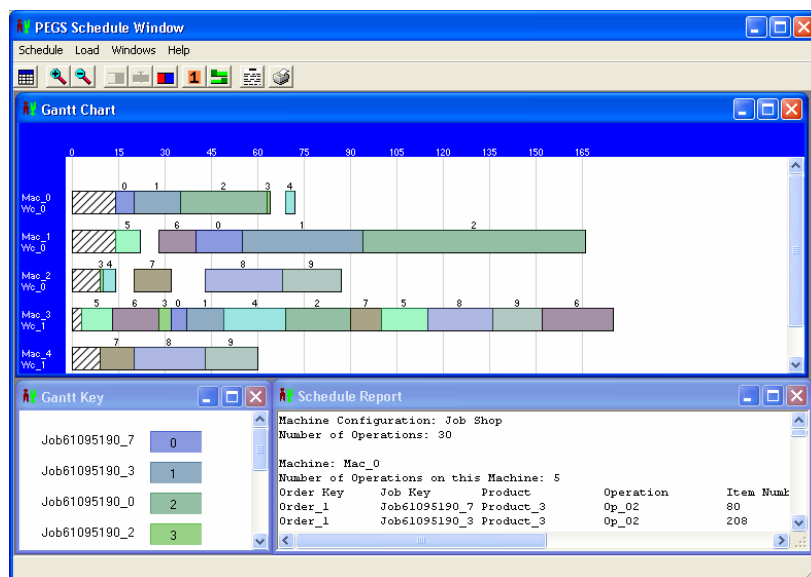 PEGS Schedule Window
Schedule Load Windows Help
1
Gantt Chart
0 15 30 45 60 75 90 105 120 135 150 165
0 1 2 3 4
Mac_0
Wc_0
5 6 0 1 2
Mac_1
Wc_0
3 4 7 8 9
Mac_2
Wc_0
5 6 3 0 1 4 2 7 5 8 9 6
Mac_3
Wc_1
7 8 9
Mac_4
Wc_1
Gantt Key
Job61095190_7 0
Job61095190_3 1
Job61095190_0 2
Job61095190_2 3
Schedule Report
Machine Configuration: Job Shop
Number of Operations: 30
Machine: Mac_0
Number of Operations on this Machine: 5
Order Key Job Key Product Operation Item Numb
Order_1 Job61095190_7 Product_3 Op_02 80
Order_1 Job61095190_3 Product_3 Op_02 208